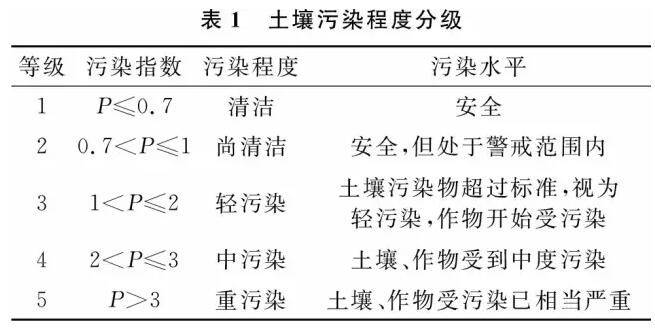 表1 土壤污染程度分级
等级 污染指数 污染程度 污染水平
1 P≤0.7 清洁 安全
2 0.7<P≤1 尚清洁 安全,但处于警戒范围内
3 1<P≤2 轻污染 土壤污染物超过标准,视为
轻污染,作物开始受污染
4 2<P≤3 中污染 土壤、作物受到中度污染
5 P>3 重污染 土壤、作物受污染已相当严重